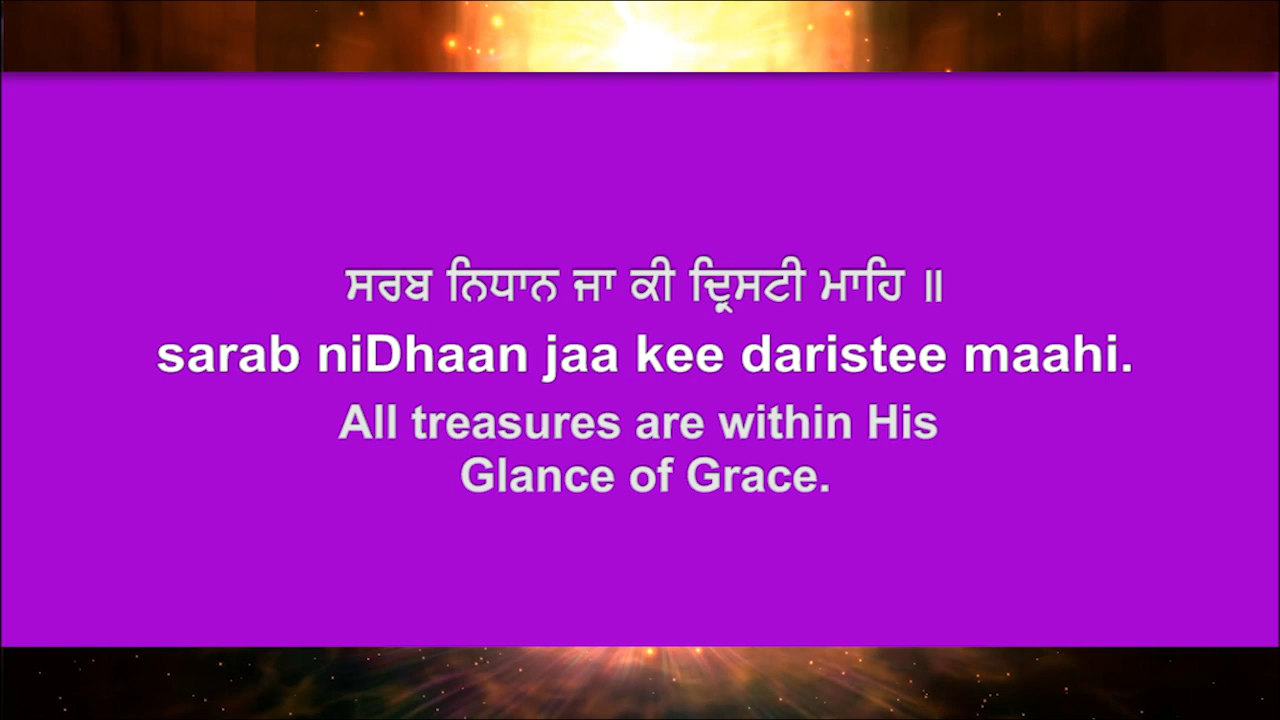 ਸਰਬ ਨਿਧਾਨ ਜਾ ਕੀ ਦ੍ਰਿਸਟੀ ਮਾਹਿ ॥
sarab niDhaan jaa kee daristee maahi.
All treasures are within His
Glance of Grace.